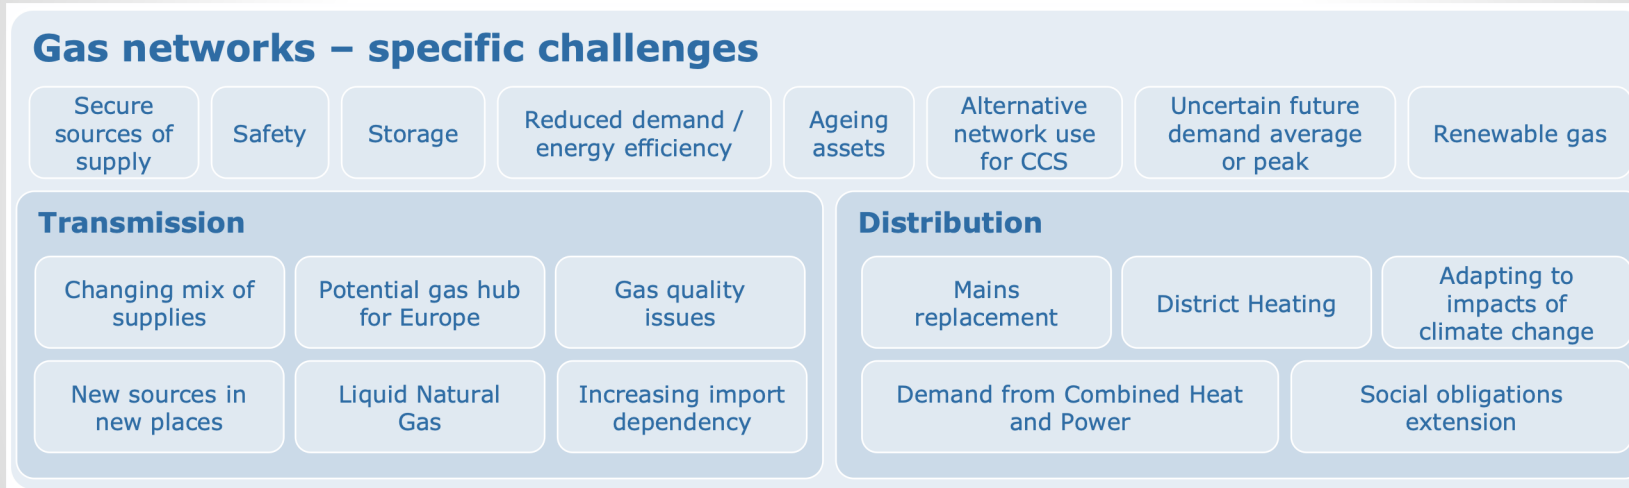 Gas networks – specific challenges
Secure
sources of
supply
Safety
Storage
Reduced demand /
energy efficiency
Ageing
assets
Alternative
network use
for CCS
Uncertain future
demand average
or peak
Renewable gas
Transmission
Changing mix of
supplies
Potential gas hub
for Europe
Gas quality
issues
New sources in
new places
Liquid Natural
Gas
Increasing import
dependency
Distribution
Mains
replacement
District Heating
Adapting to
impacts of
climate change
Demand from Combined Heat
and Power
Social obligations
extension